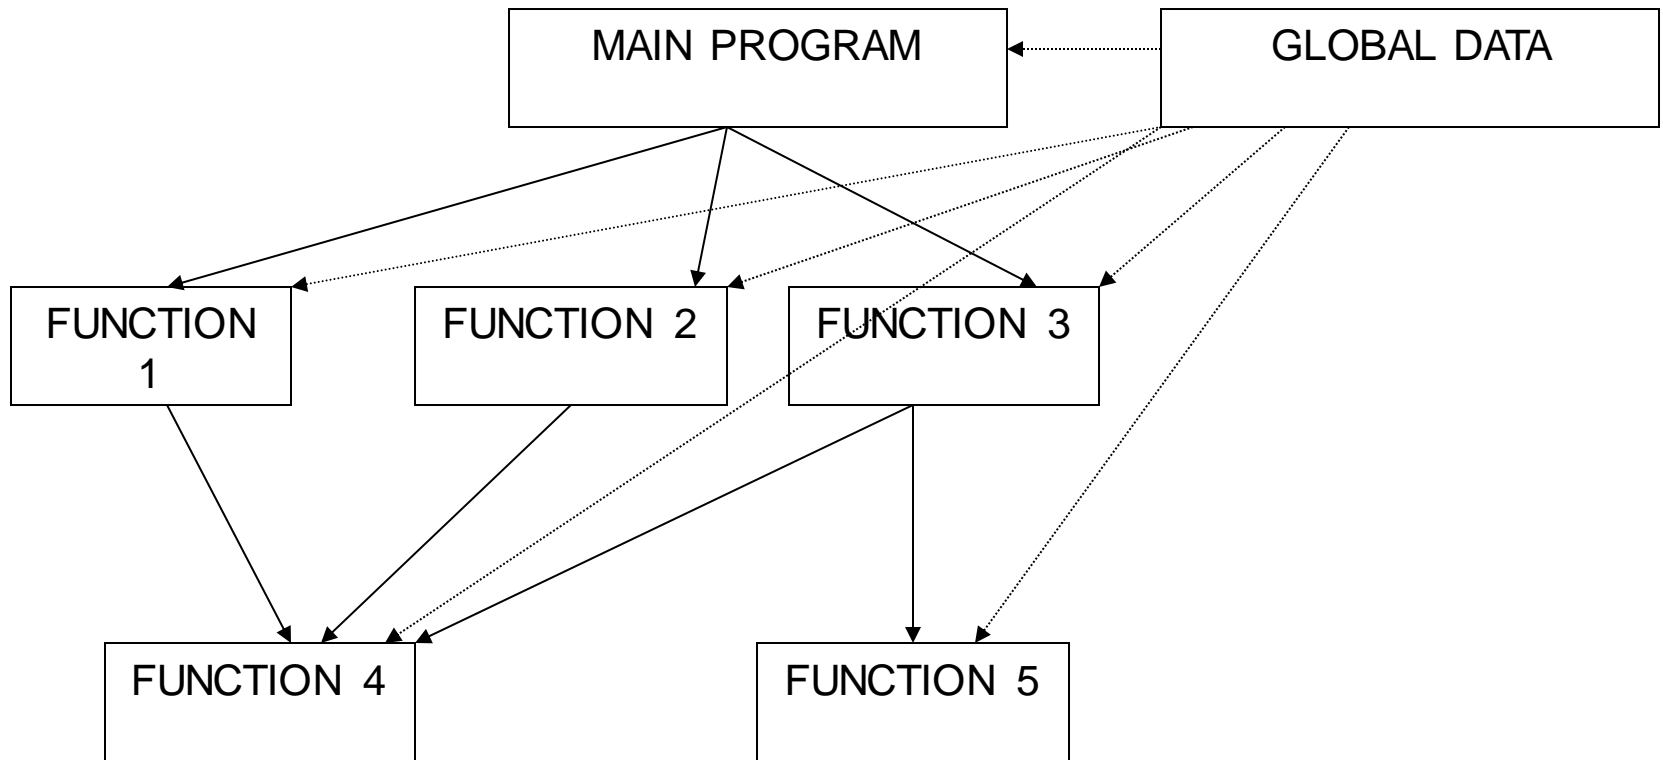 MAIN PROGRAM
GLOBAL DATA
FUNCTION
1
FUNCTION 2
FUNCTION 3
FUNCTION 4
FUNCTION 5